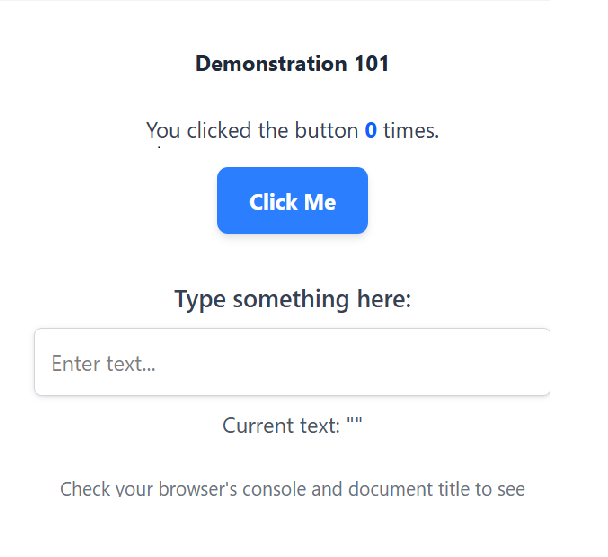 Demonstration 101
You clicked the button 0 times.
Click Me
Type something here:
Enter text...
Current text: ""
Check your browser's console and document title to see